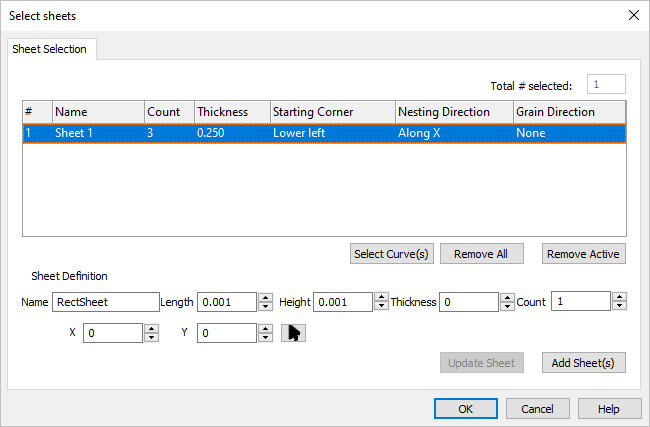 Select sheets
Sheet Selection
Total # selected: 1
# Name Count Thickness Starting Corner Nesting Direction Grain Direction
1 Sheet 1 3 0.250 Lower left Along X None
Select Curve(s) Remove All Remove Active
Sheet Definition
Name RectSheet Length 0.001 Height 0.001 Thickness 0 Count 1
X 0 Y 0
Update Sheet Add Sheet(s)
OK Cancel Help